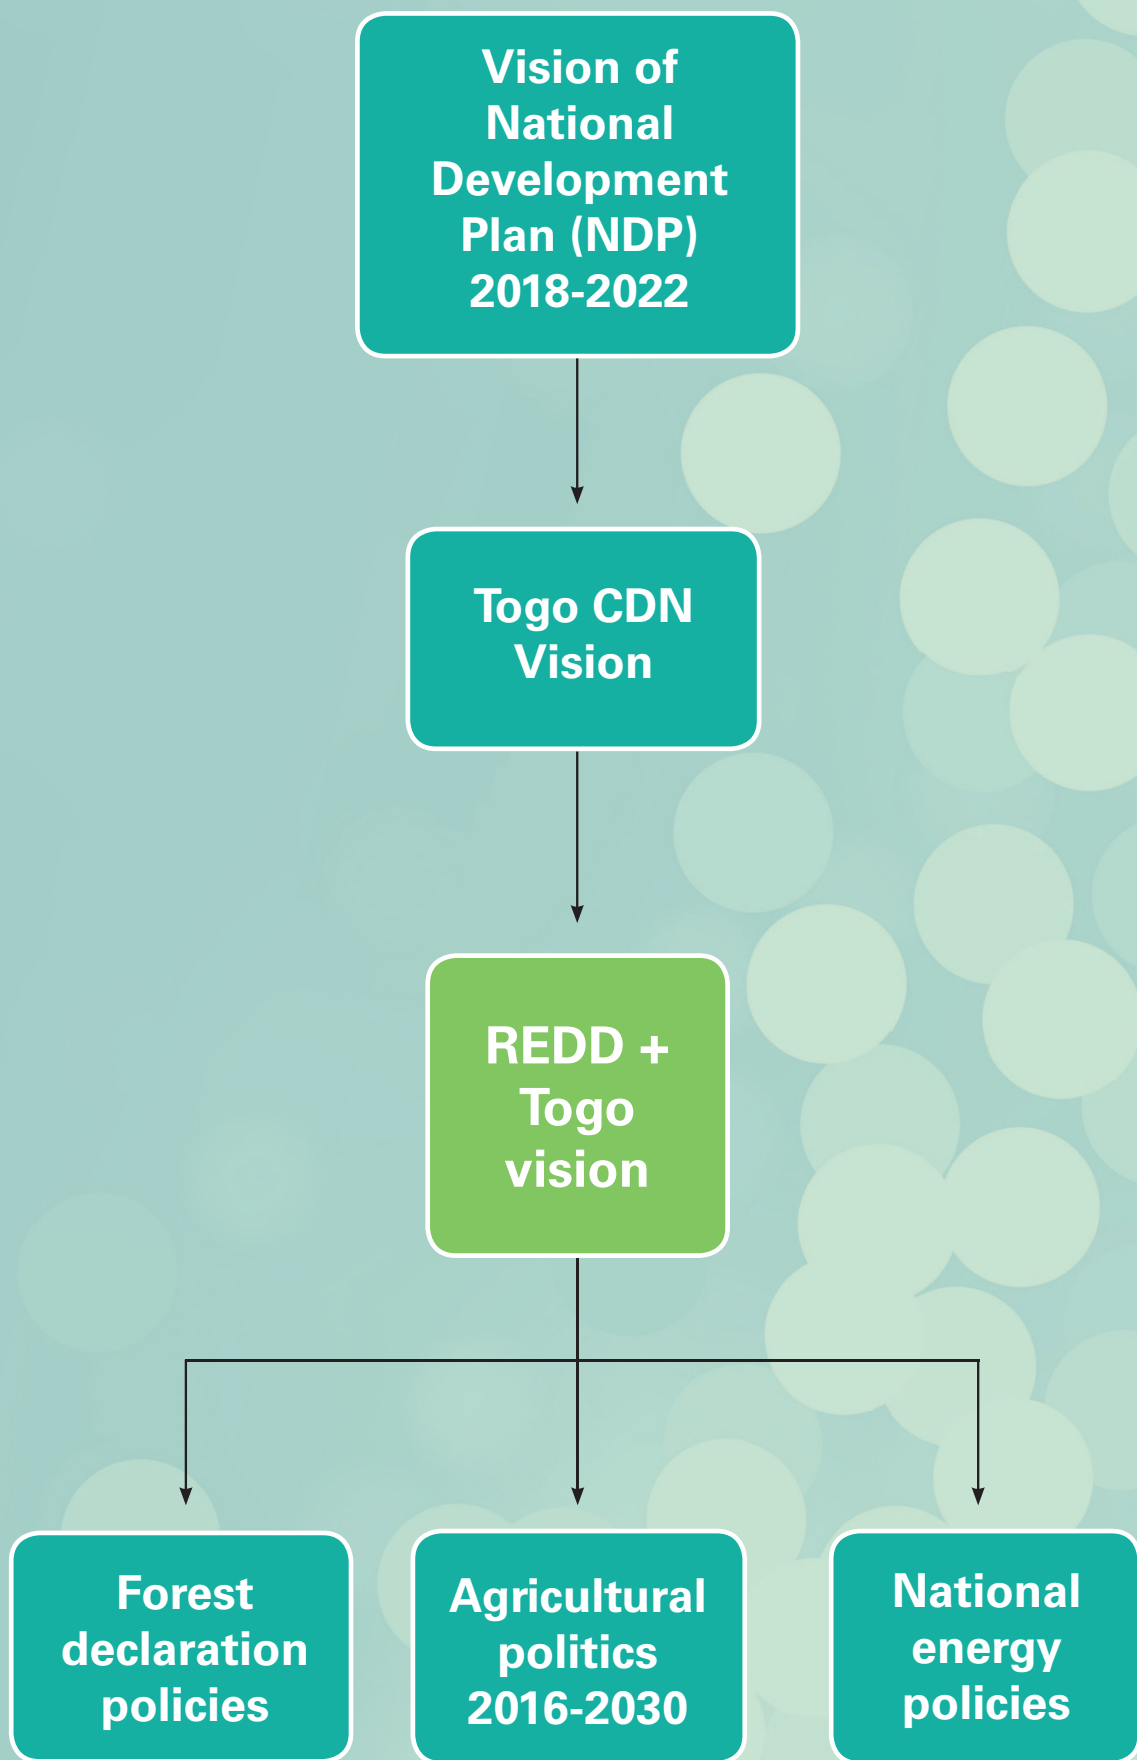 Vision of
National
Development
Plan (NDP)
2018-2022
Togo CDN
Vision
REDD +
Togo
vision
Forest
declaration
policies
Agricultural
politics
2016-2030
National
energy
policies